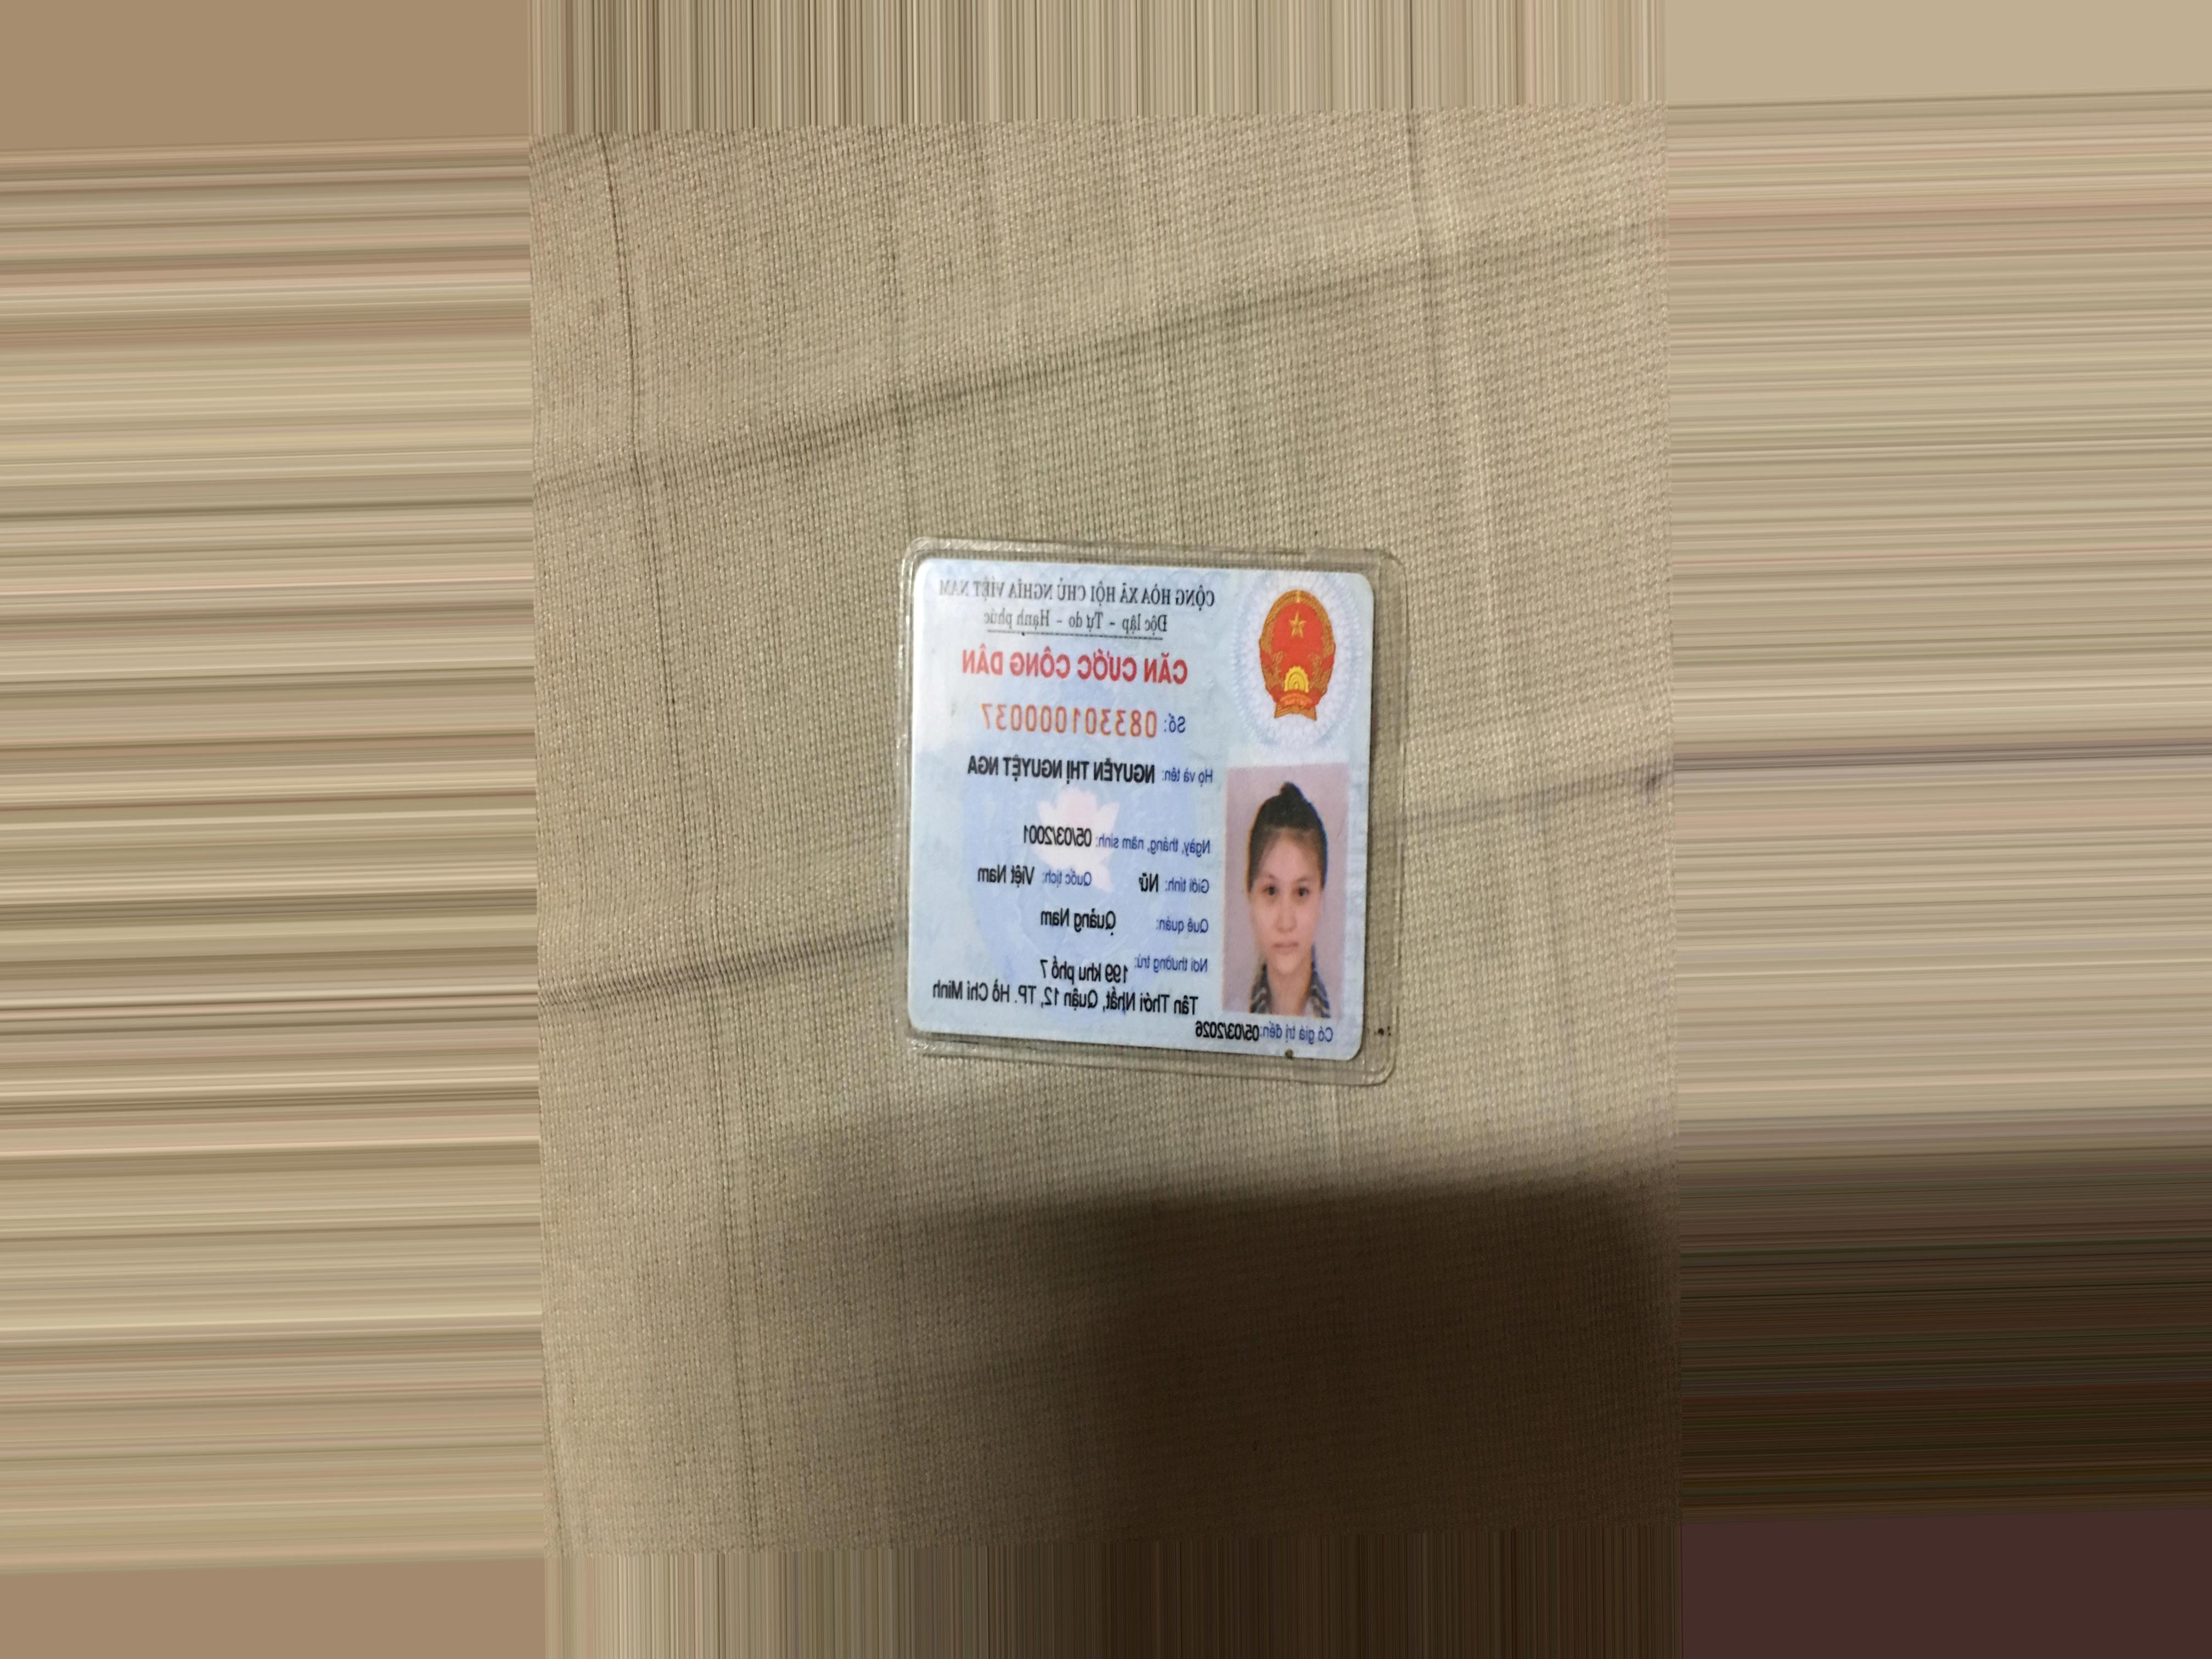 CỘNG HÒA XÃ HỘI CHỦ NGHĨA VIỆT NAM
Độc lập - Tự do - Hạnh phúc
CĂN CƯỚC CÔNG DÂN
Số: 083301000037
Họ và tên: NGUYỄN THỊ NGUYỆT NGA
Ngày, tháng, năm sinh: 05/03/2001
Giới tính: Nữ Quốc tịch: Việt Nam
Quê quán: Quảng Nam
Nơi thường trú: 199 khu phố 7
Tân Thới Nhất, Quận 12, TP. Hồ Chí Minh
Có giá trị đến: 05/03/2026